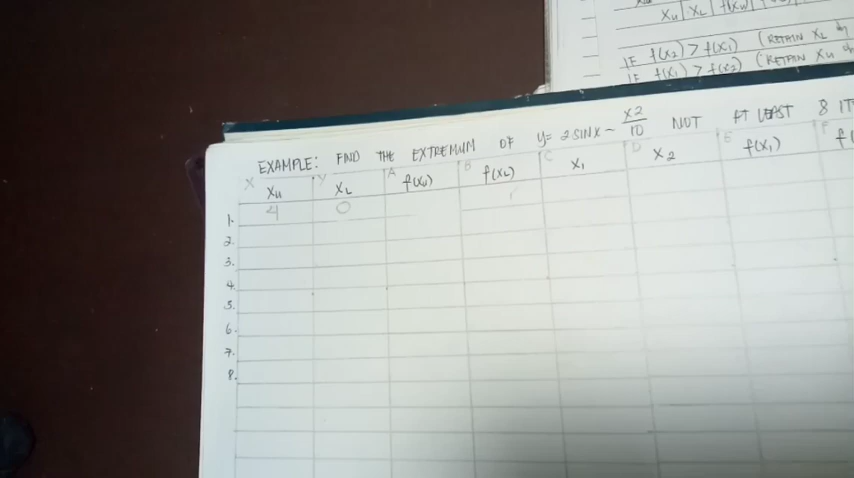 Xu XL f(Xu)
IF f(X2) > f(X1) (RETAIN XL
IF f(X1) > f(X2) (RETAIN Xu
EXAMPLE: FIND THE EXTREMUM OF y = 2 SINX - X2/10 NOT AT LEAST 8 IT
X Y A B C D E F
Xu XL f(Xu) f(XL) X1 X2 f(X1) f(
1. 4 0
2.
3.
4.
5.
6.
7.
8.